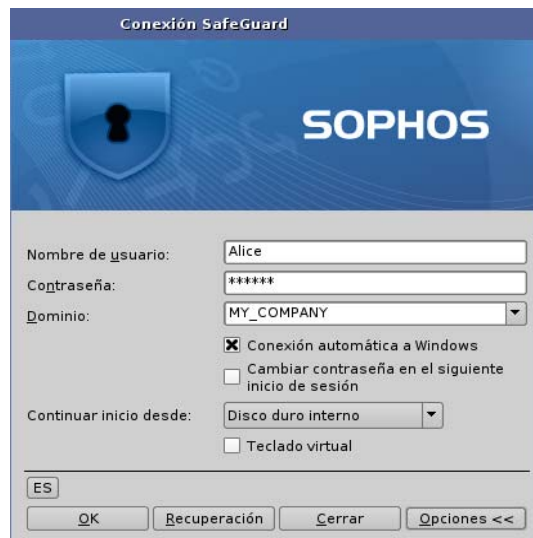 Conexión SafeGuard
SOPHOS
Nombre de usuario: Alice
Contraseña: ******
Dominio: MY_COMPANY
Conexión automática a Windows
Cambiar contraseña en el siguiente
inicio de sesión
Continuar inicio desde: Disco duro interno
Teclado virtual
ES
OK Recuperación Cerrar Opciones <<